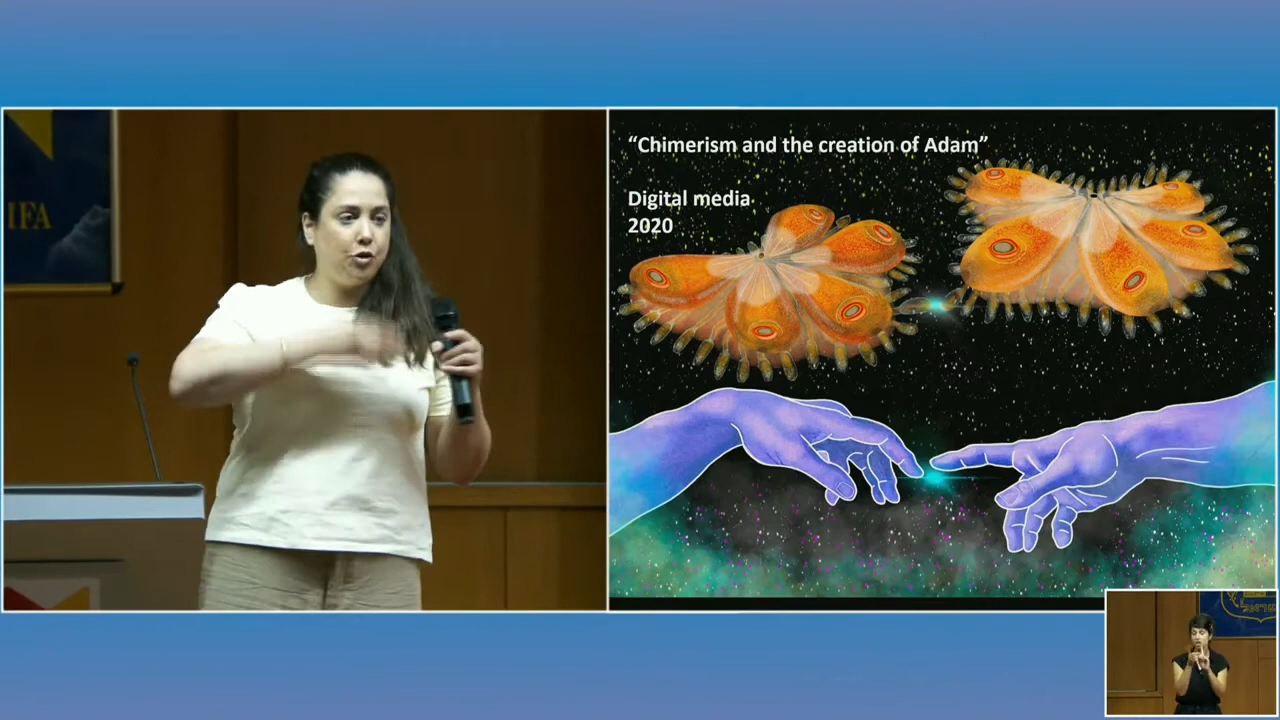 IFA
“Chimerism and the creation of Adam”
Digital media
2020